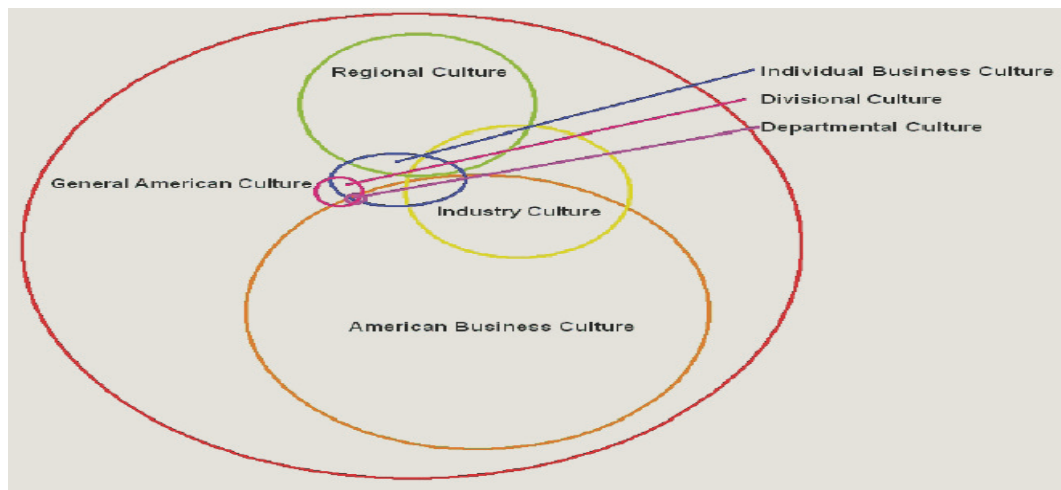 Regional Culture
Individual Business Culture
Divisional Culture
Departmental Culture
General American Culture
Industry Culture
American Business Culture